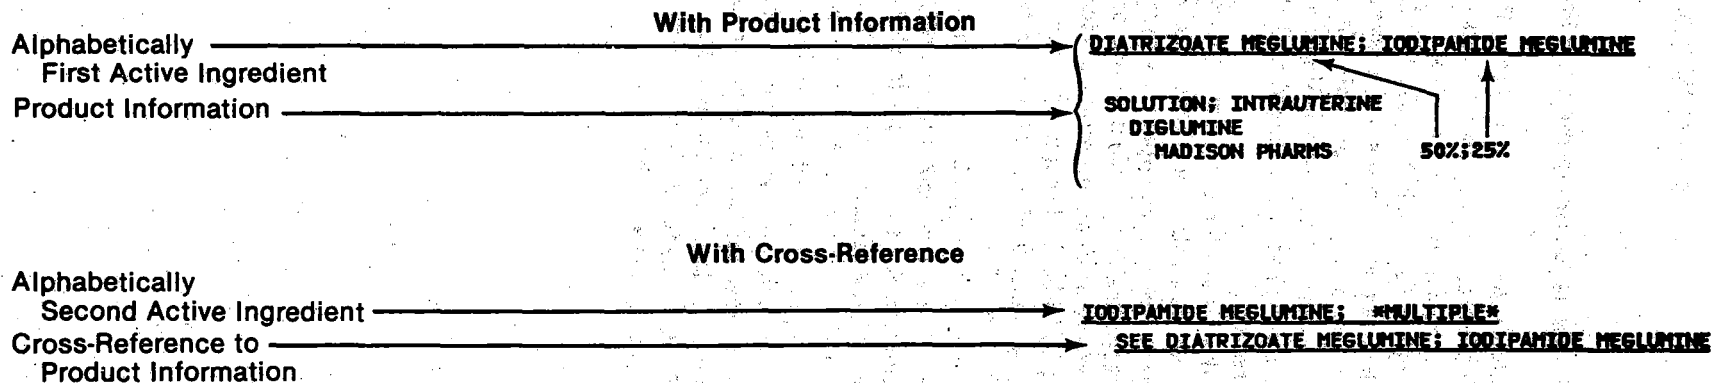 With Product Information
Alphabetically
First Active Ingredient
DIATRIZOATE MEGLUMINE; IODIPAMIDE MEGLUMINE
Product Information
SOLUTION; INTRAUTERINE
DIGLUMINE
MADISON PHARMS 50%;25%
With Cross-Reference
Alphabetically
Second Active Ingredient
IODIPAMIDE MEGLUMINE; *MULTIPLE*
Cross-Reference to
SEE DIATRIZOATE MEGLUMINE; IODIPAMIDE MEGLUMINE
Product Information